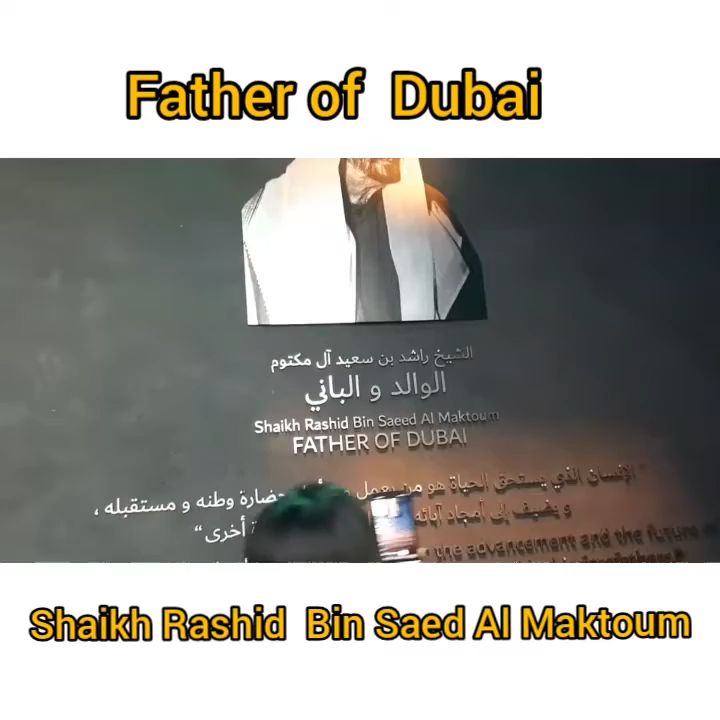 Father of Dubai
الشيخ راشد بن سعيد آل مكتوم
الوالد و الباني
Shaikh Rashid Bin Saeed Al Maktoum
FATHER OF DUBAI
"الإنسان الذي يستحق الحياة هو من يعمل حضارة وطنه و مستقبله ،
و يضيف إلى أمجاد آبائه أخرى"
the advancement and the future of
Shaikh Rashid Bin Saed Al Maktoum